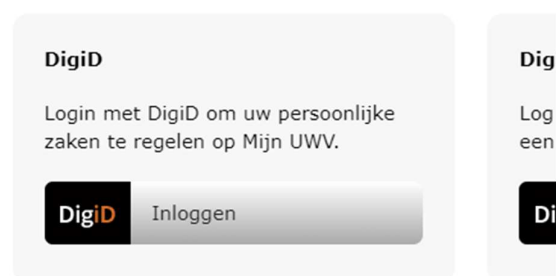 DigiD
Login met DigiD om uw persoonlijke
zaken te regelen op Mijn UWV.
DigiD Inloggen